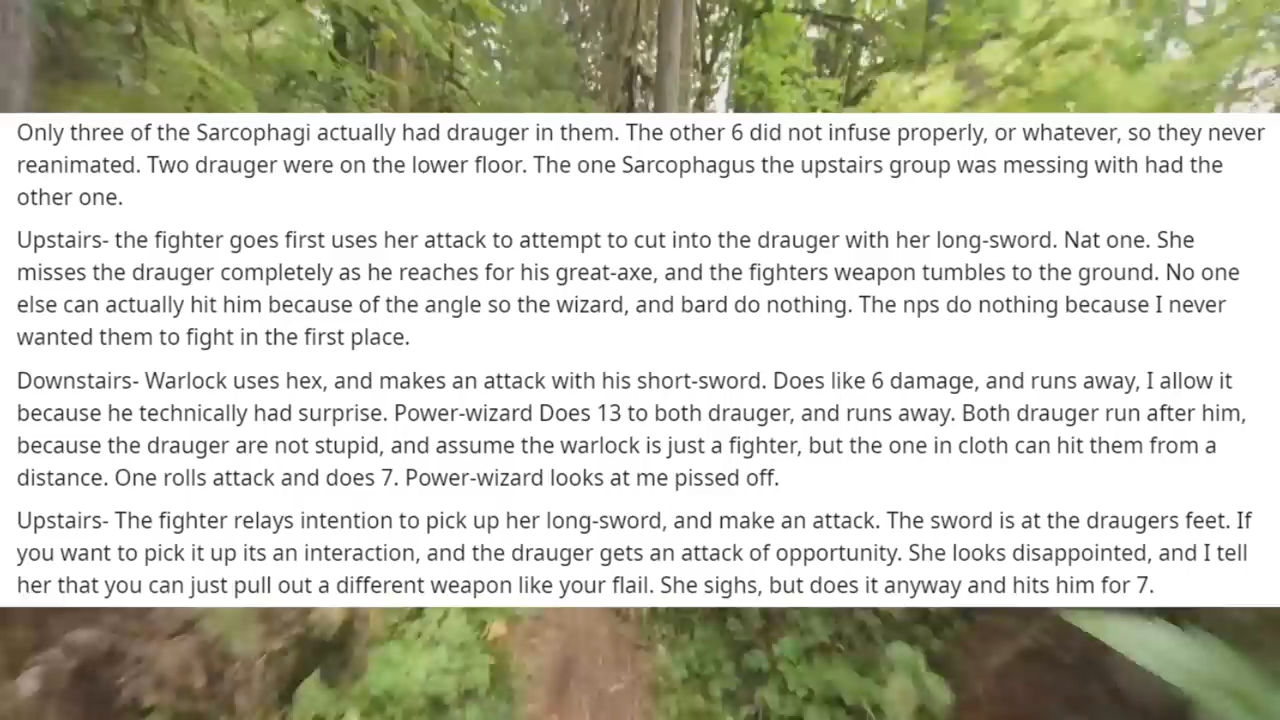 Only three of the Sarcophagi actually had drauger in them. The other 6 did not infuse properly, or whatever, so they never
reanimated. Two drauger were on the lower floor. The one Sarcophagus the upstairs group was messing with had the
other one.
Upstairs- the fighter goes first uses her attack to attempt to cut into the drauger with her long-sword. Nat one. She
misses the drauger completely as he reaches for his great-axe, and the fighters weapon tumbles to the ground. No one
else can actually hit him because of the angle so the wizard, and bard do nothing. The nps do nothing because I never
wanted them to fight in the first place.
Downstairs- Warlock uses hex, and makes an attack with his short-sword. Does like 6 damage, and runs away, I allow it
because he technically had surprise. Power-wizard Does 13 to both drauger, and runs away. Both drauger run after him,
because the drauger are not stupid, and assume the warlock is just a fighter, but the one in cloth can hit them from a
distance. One rolls attack and does 7. Power-wizard looks at me pissed off.
Upstairs- The fighter relays intention to pick up her long-sword, and make an attack. The sword is at the draugers feet. If
you want to pick it up its an interaction, and the drauger gets an attack of opportunity. She looks disappointed, and I tell
her that you can just pull out a different weapon like your flail. She sighs, but does it anyway and hits him for 7.